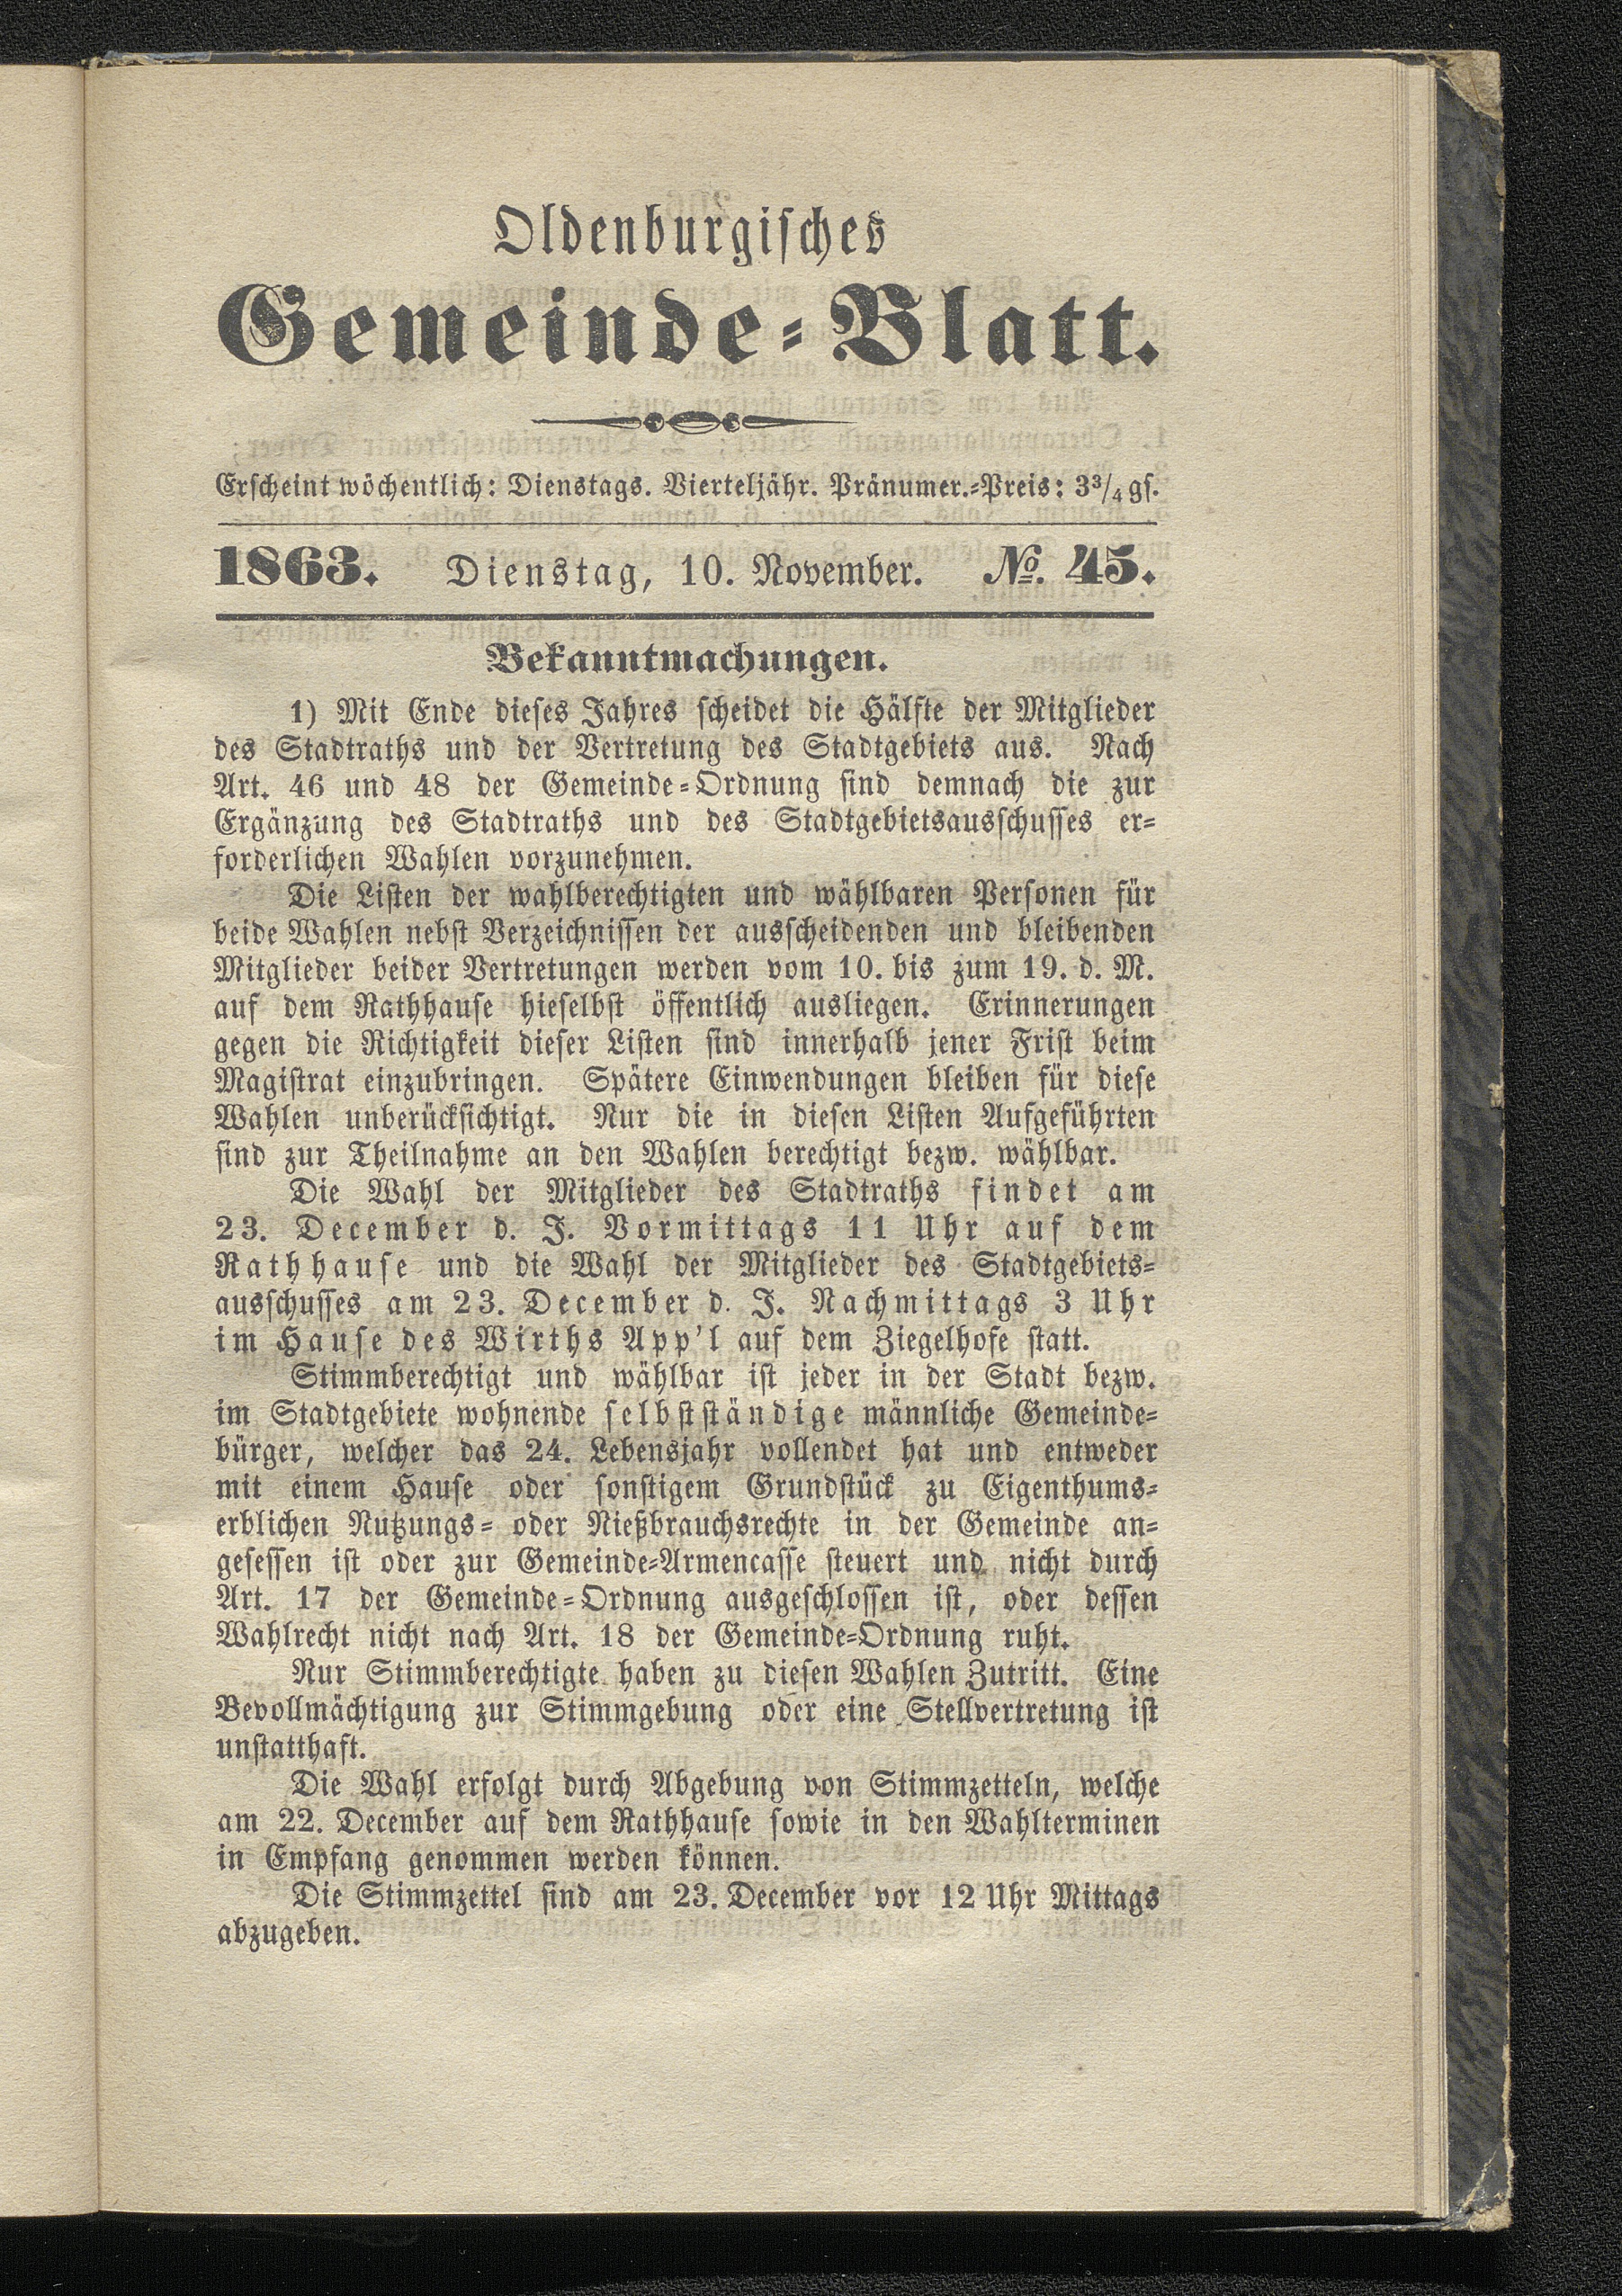 Oldenburgisches
Gemeinde-Blatt.
Erscheint wöchentlich: Dienstags. Vierteljähr. Pränumer.-Preis: 3¾ gs.
1863. Dienstag, 10. November. No. 45.
Bekanntmachungen.
1) Mit Ende dieses Jahres scheidet die Hälfte der Mitglieder
des Stadtraths und der Vertretung des Stadtgebiets aus. Nach
Art. 46 und 48 der Gemeinde-Ordnung sind demnach die zur
Ergänzung des Stadtraths und des Stadtgebietsausschusses er-
forderlichen Wahlen vorzunehmen.
Die Listen der wahlberechtigten und wählbaren Personen für
beide Wahlen nebst Verzeichnissen der ausscheidenden und bleibenden
Mitglieder beider Vertretungen werden vom 10. bis zum 19. d. M.
auf dem Rathhause hieselbst öffentlich ausliegen. Erinnerungen
gegen die Richtigkeit dieser Listen sind innerhalb jener Frist beim
Magistrat einzubringen. Spätere Einwendungen bleiben für diese
Wahlen unberücksichtigt. Nur die in diesen Listen Aufgeführten
sind zur Theilnahme an den Wahlen berechtigt bezw. wählbar.
Die Wahl der Mitglieder des Stadtraths findet am
23. December d. J. Vormittags 11 Uhr auf dem
Rathhause und die Wahl der Mitglieder des Stadtgebiets-
ausschusses am 23. December d. J. Nachmittags 3 Uhr
im Hause des Wirths App'l auf dem Ziegelhofe statt.
Stimmberechtigt und wählbar ist jeder in der Stadt bezw.
im Stadtgebiete wohnende selbstständige männliche Gemeinde-
bürger, welcher das 24. Lebensjahr vollendet hat und entweder
mit einem Hause oder sonstigem Grundstück zu Eigenthums-
erblichen Nutzungs- oder Nießbrauchsrechte in der Gemeinde an-
gesessen ist oder zur Gemeinde-Armencasse steuert und nicht durch
Art. 17 der Gemeinde-Ordnung ausgeschlossen ist, oder dessen
Wahlrecht nicht nach Art. 18 der Gemeinde-Ordnung ruht.
Nur Stimmberechtigte haben zu diesen Wahlen Zutritt. Eine
Bevollmächtigung zur Stimmgebung oder eine Stellvertretung ist
unstatthaft.
Die Wahl erfolgt durch Abgebung von Stimmzetteln, welche
am 22. December auf dem Rathhause sowie in den Wahlterminen
in Empfang genommen werden können.
Die Stimmzettel sind am 23. December vor 12 Uhr Mittags
abzugeben.